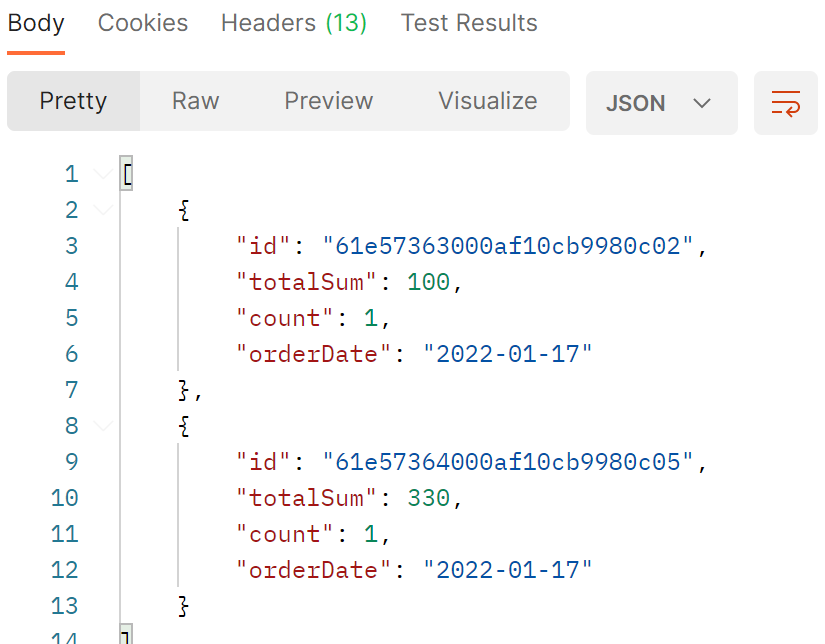 Body Cookies Headers (13) Test Results
Pretty Raw Preview Visualize JSON
1 [
2 {
3 "id": "61e57363000af10cb9980c02",
4 "totalSum": 100,
5 "count": 1,
6 "orderDate": "2022-01-17"
7 },
8 {
9 "id": "61e57364000af10cb9980c05",
10 "totalSum": 330,
11 "count": 1,
12 "orderDate": "2022-01-17"
13 }
14 ]